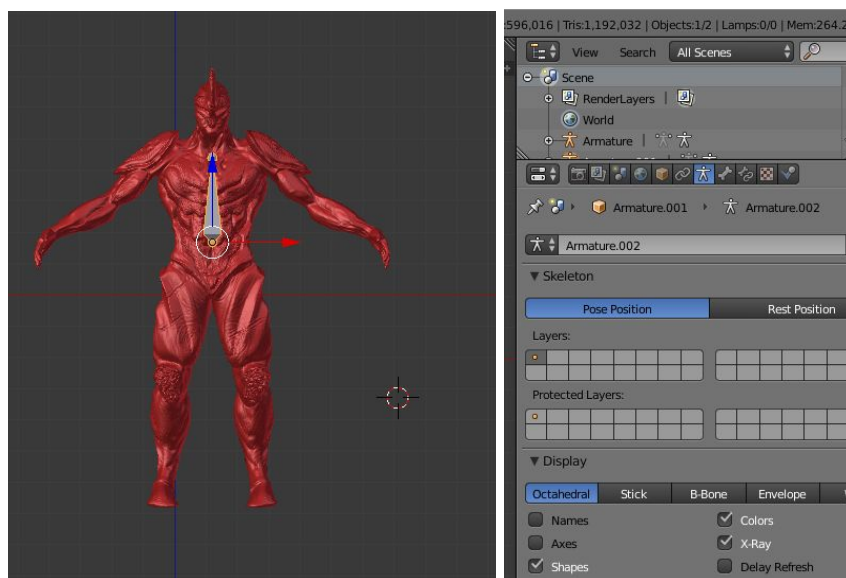 :596,016 | Tris:1,192,032 | Objects:1/2 | Lamps:0/0 | Mem:264.2
View Search All Scenes
Scene
RenderLayers |
World
Armature |
Armature.001 Armature.002
Armature.002
Skeleton
Pose Position Rest Position
Layers:
Protected Layers:
Display
Octahedral Stick B-Bone Envelope
Names Colors
Axes X-Ray
Shapes Delay Refresh